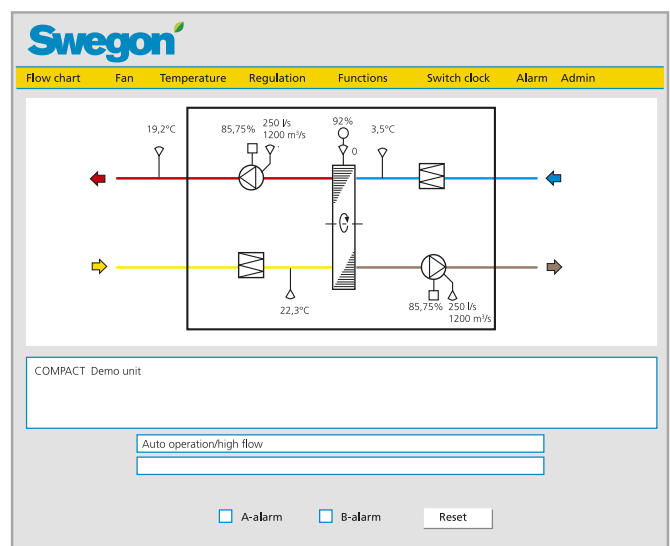 Swegon
Flow chart Fan Temperature Regulation Functions Switch clock Alarm Admin
19,2°C
85,75%
250 l/s
1200 m³/s
92%
0
3,5°C
22,3°C
85,75%
250 l/s
1200 m³/s
COMPACT Demo unit
Auto operation/high flow
A-alarm
B-alarm
Reset